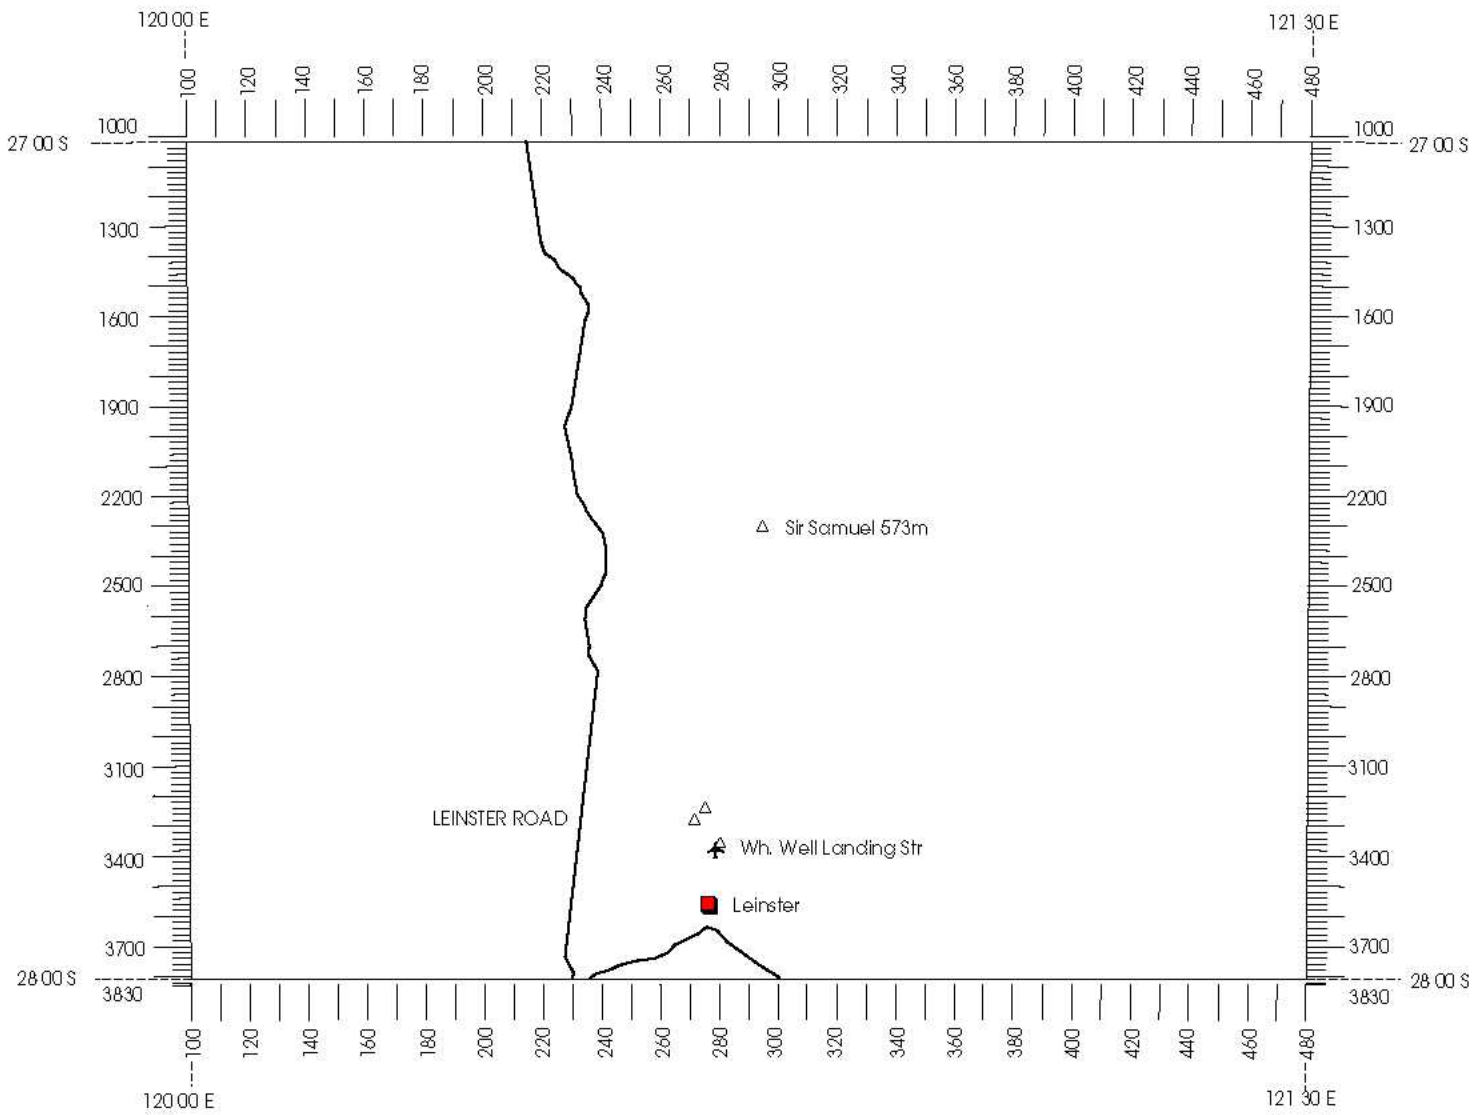 120 00 E
121 30 E
100 120 140 160 180 200 220 240 260 280 300 320 340 360 380 400 420 440 460 480
1000 1000
27 00 S 27 00 S
1300 1300
1600 1600
1900 1900
2200 2200
Sir Samuel 573m
2500 2500
2800 2800
3100 3100
LEINSTER ROAD
Wh. Well Landing Str
3400 3400
Leinster
3700 3700
28 00 S 28 00 S
3830 3830
100 120 140 160 180 200 220 240 260 280 300 320 340 360 380 400 420 440 460 480
120 00 E
121 30 E